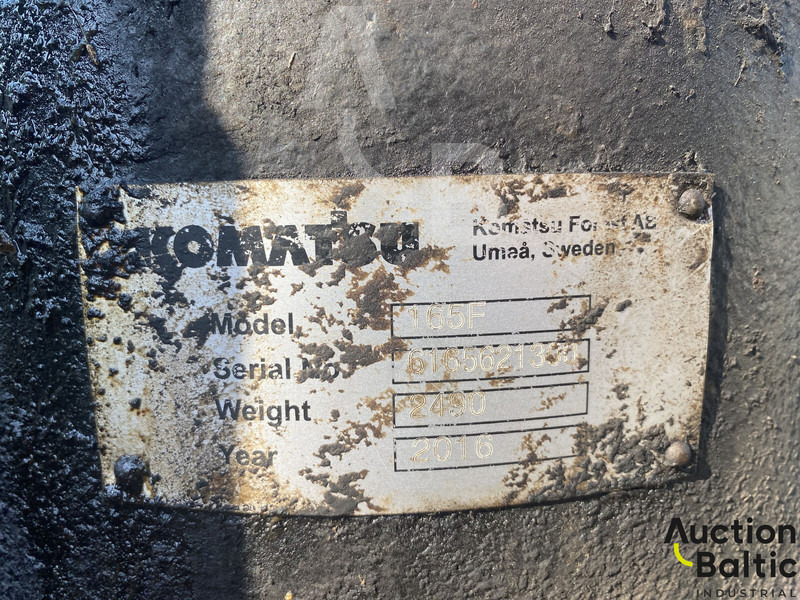 KOMATSU
Komatsu Forest AB
Umeå, Sweden
Model 165F
Serial No
Weight 2490
Year 2016
Auction
Baltic
INDUSTRIAL